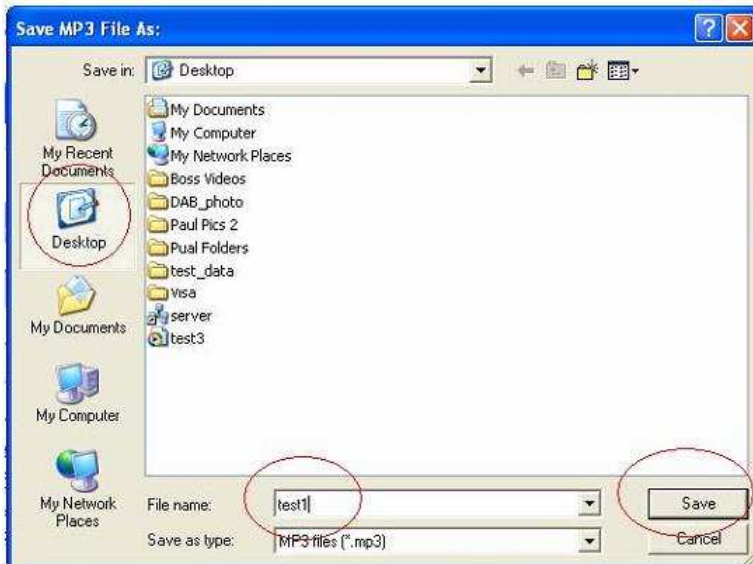 Save MP3 File As:
Save in: Desktop
My Recent
Documents
Desktop
My Documents
My Computer
My Network
Places
My Documents
My Computer
My Network Places
Boss Videos
DAB_photo
Paul Pics 2
Pual Folders
test_data
visa
server
test3
File name: test1
Save
Save as type: MP3 files (*.mp3)
Cancel